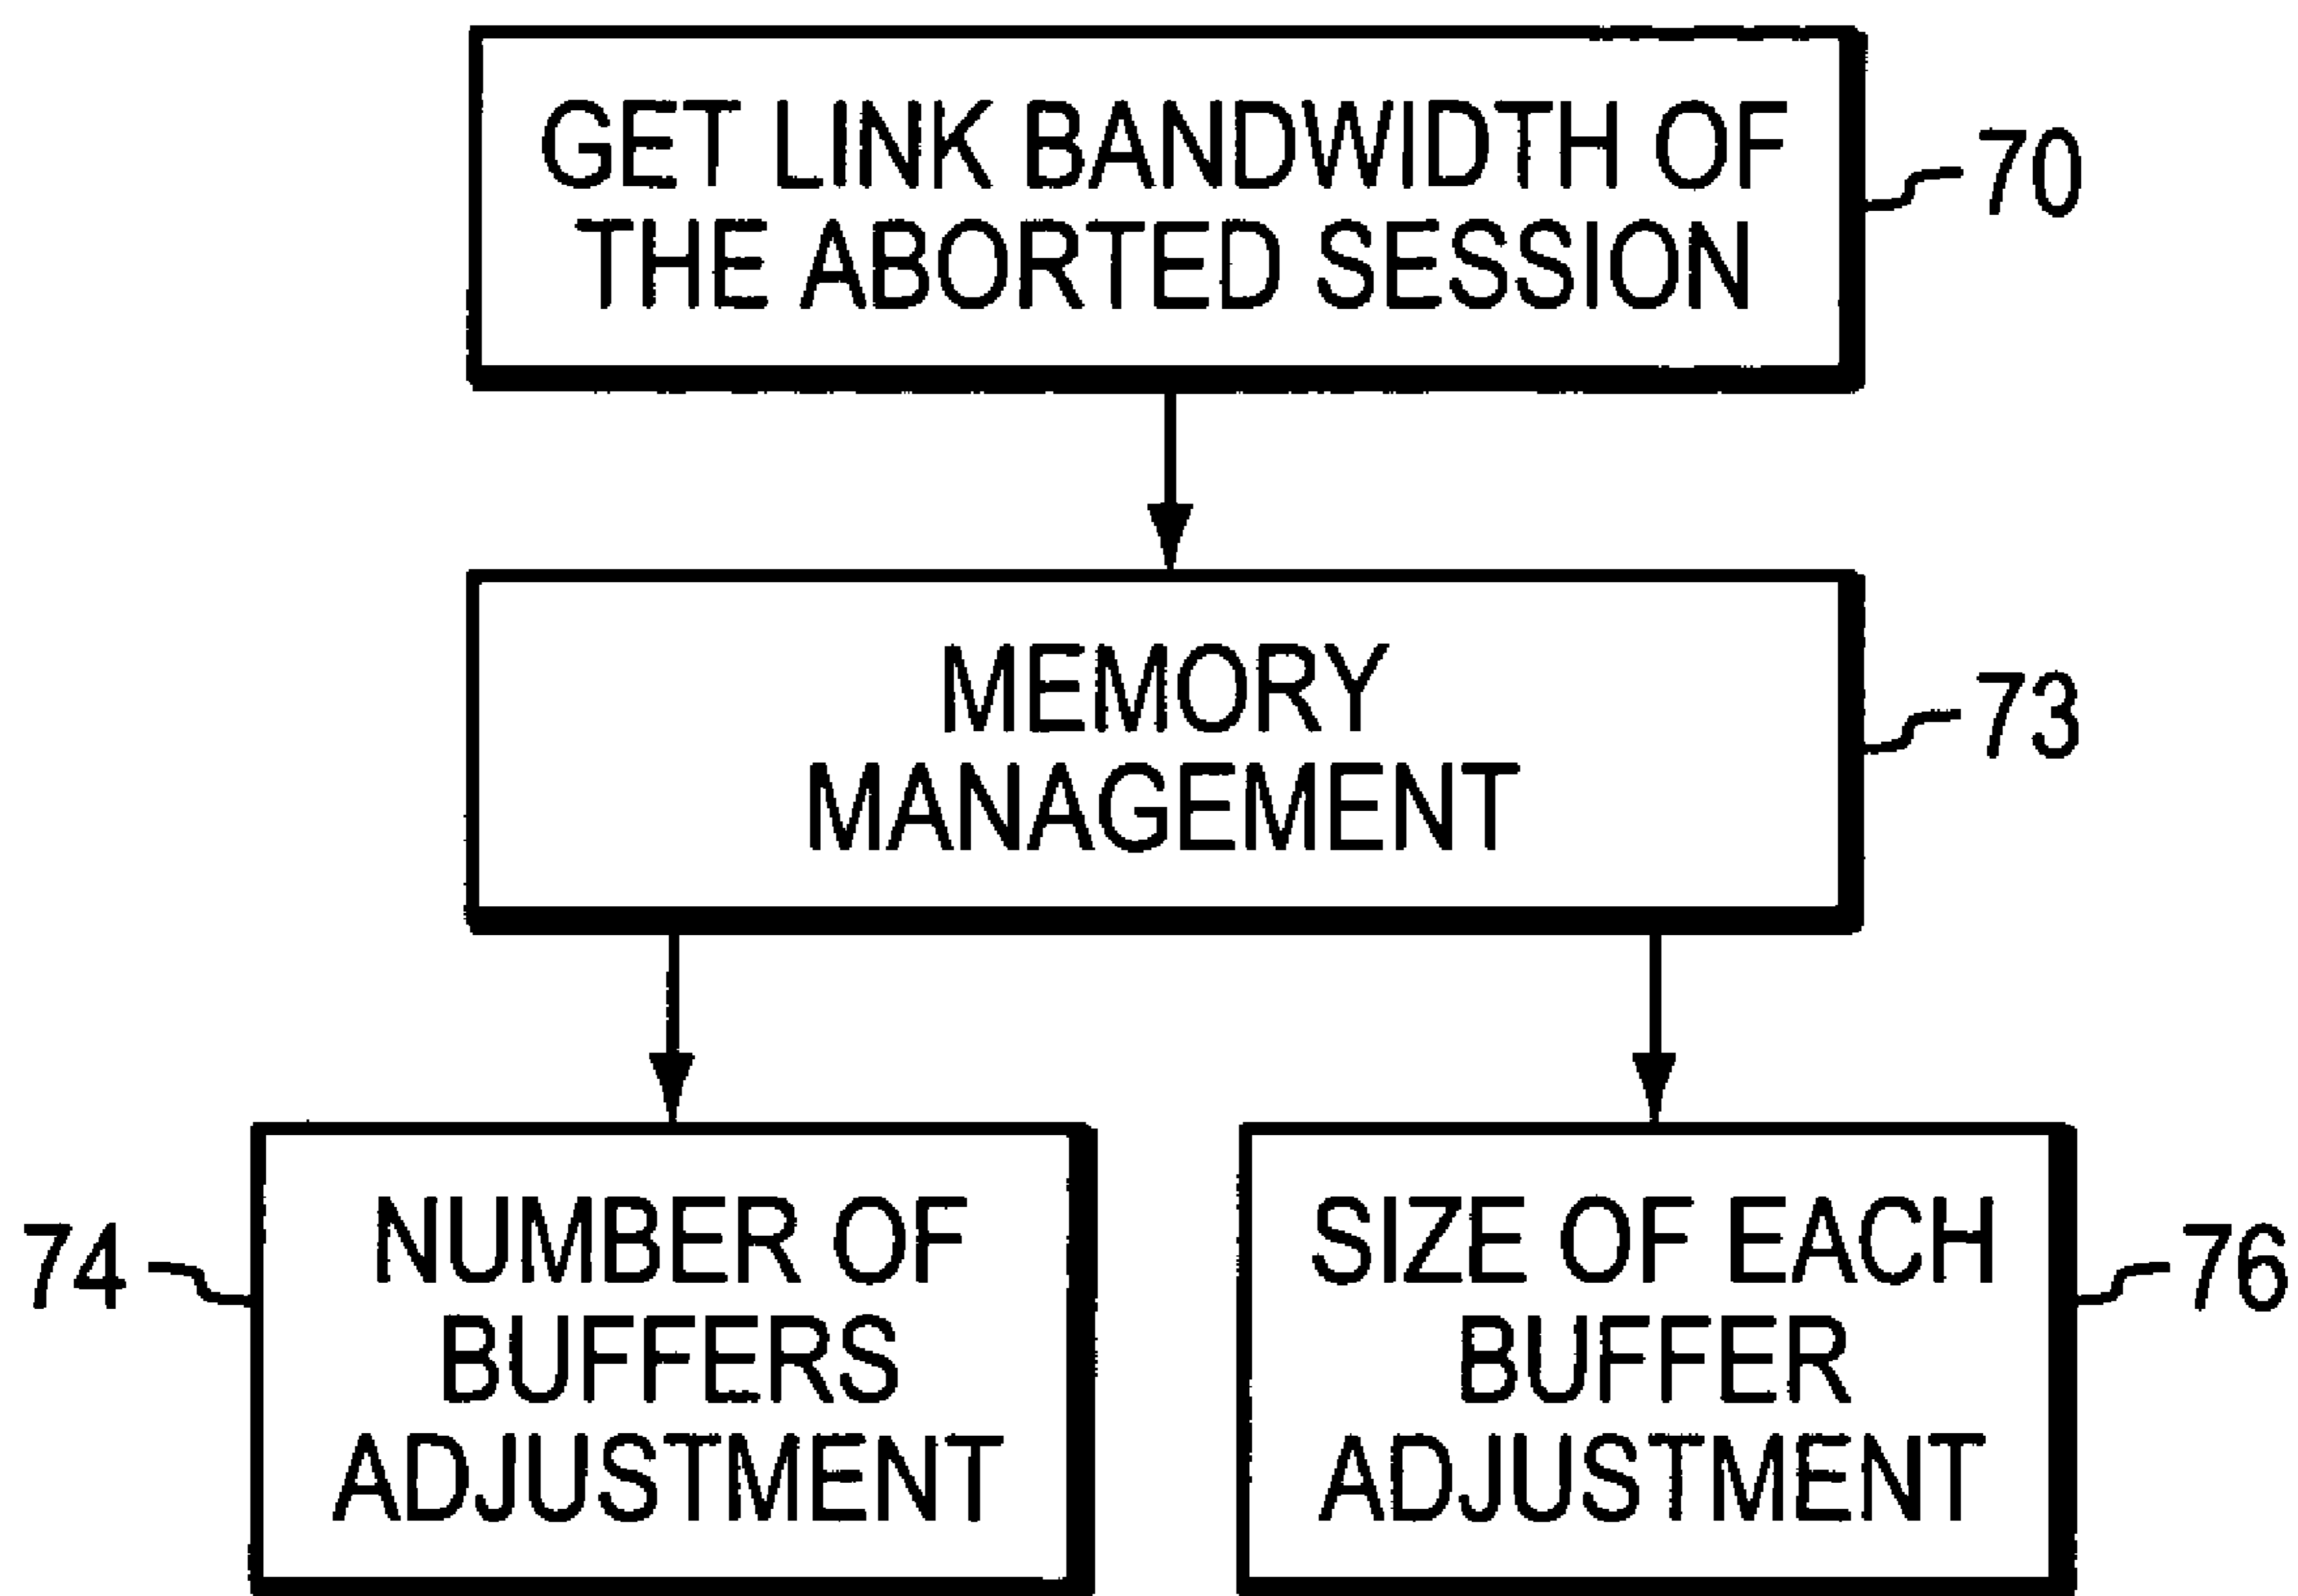 GET LINK BANDWIDTH OF
THE ABORTED SESSION
70
MEMORY
MANAGEMENT
73
74
NUMBER OF
BUFFERS
ADJUSTMENT
SIZE OF EACH
BUFFER
ADJUSTMENT
76